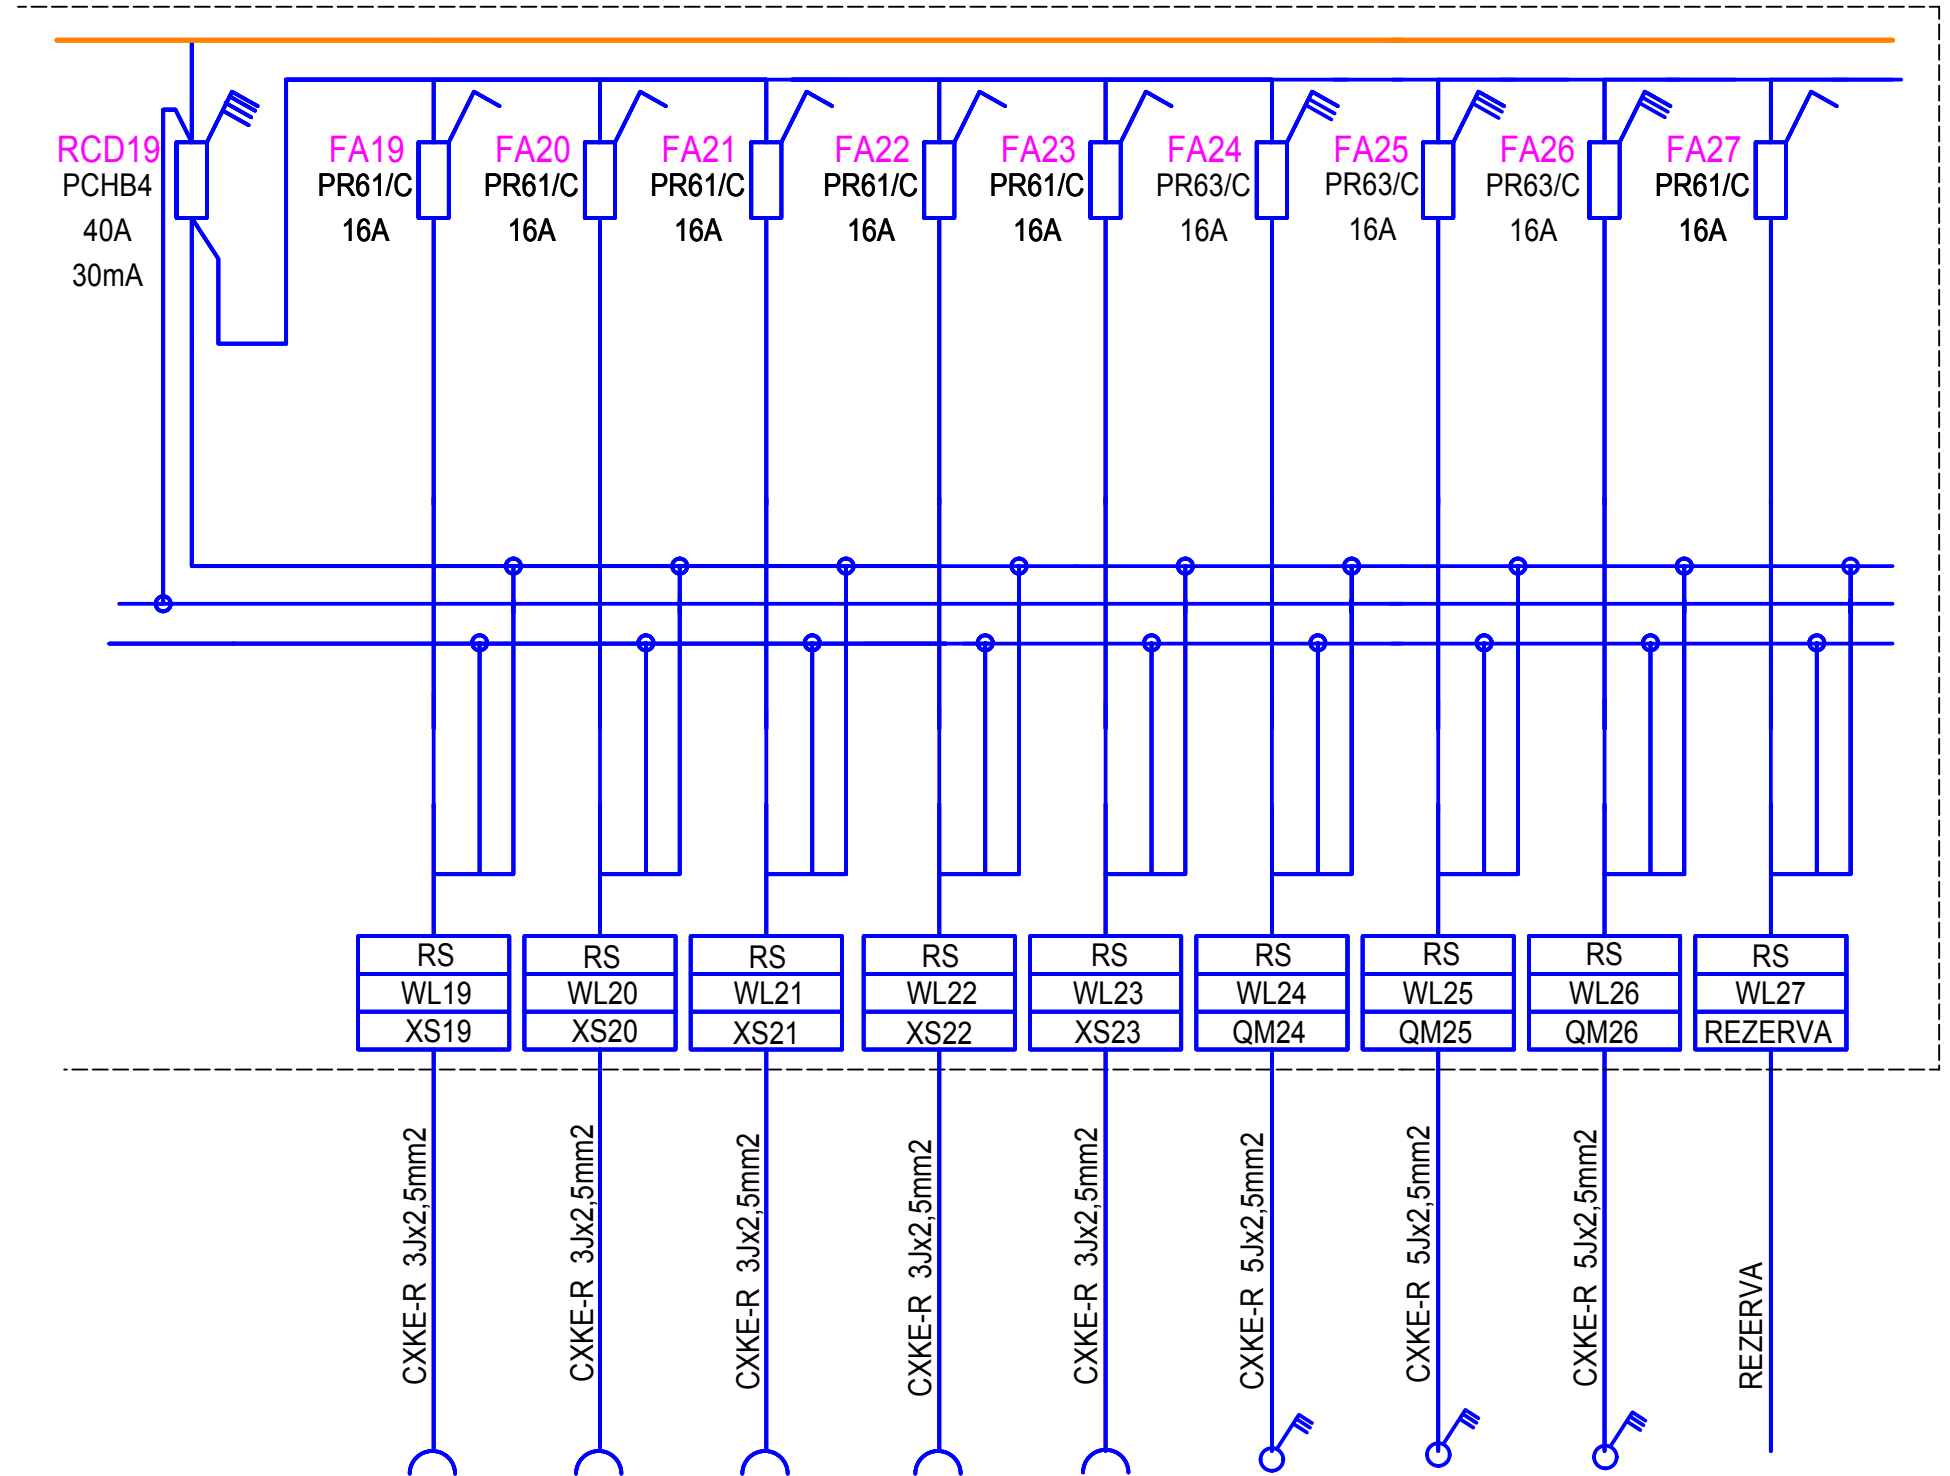 RCD19
PCHB4
40A
30mA
FA19
PR61/C
16A
FA20
PR61/C
16A
FA21
PR61/C
16A
FA22
PR61/C
16A
FA23
PR61/C
16A
FA24
PR63/C
16A
FA25
PR63/C
16A
FA26
PR63/C
16A
FA27
PR61/C
16A
RS
WL19
XS19
RS
WL20
XS20
RS
WL21
XS21
RS
WL22
XS22
RS
WL23
XS23
RS
WL24
QM24
RS
WL25
QM25
RS
WL26
QM26
RS
WL27
REZERVA
CXKE-R 3Jx2,5mm2
CXKE-R 3Jx2,5mm2
CXKE-R 3Jx2,5mm2
CXKE-R 3Jx2,5mm2
CXKE-R 3Jx2,5mm2
CXKE-R 5Jx2,5mm2
CXKE-R 5Jx2,5mm2
CXKE-R 5Jx2,5mm2
REZERVA